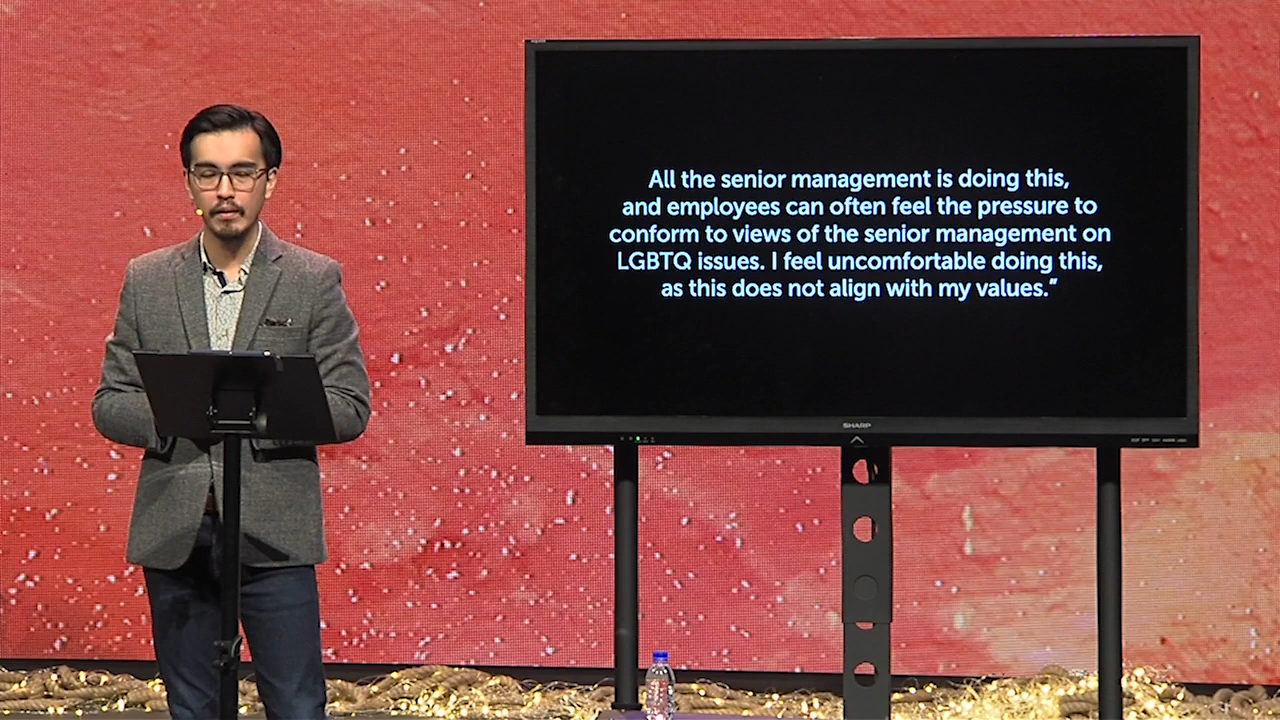 All the senior management is doing this,
and employees can often feel the pressure to
conform to views of the senior management on
LGBTQ issues. I feel uncomfortable doing this,
as this does not align with my values.”
SHARP